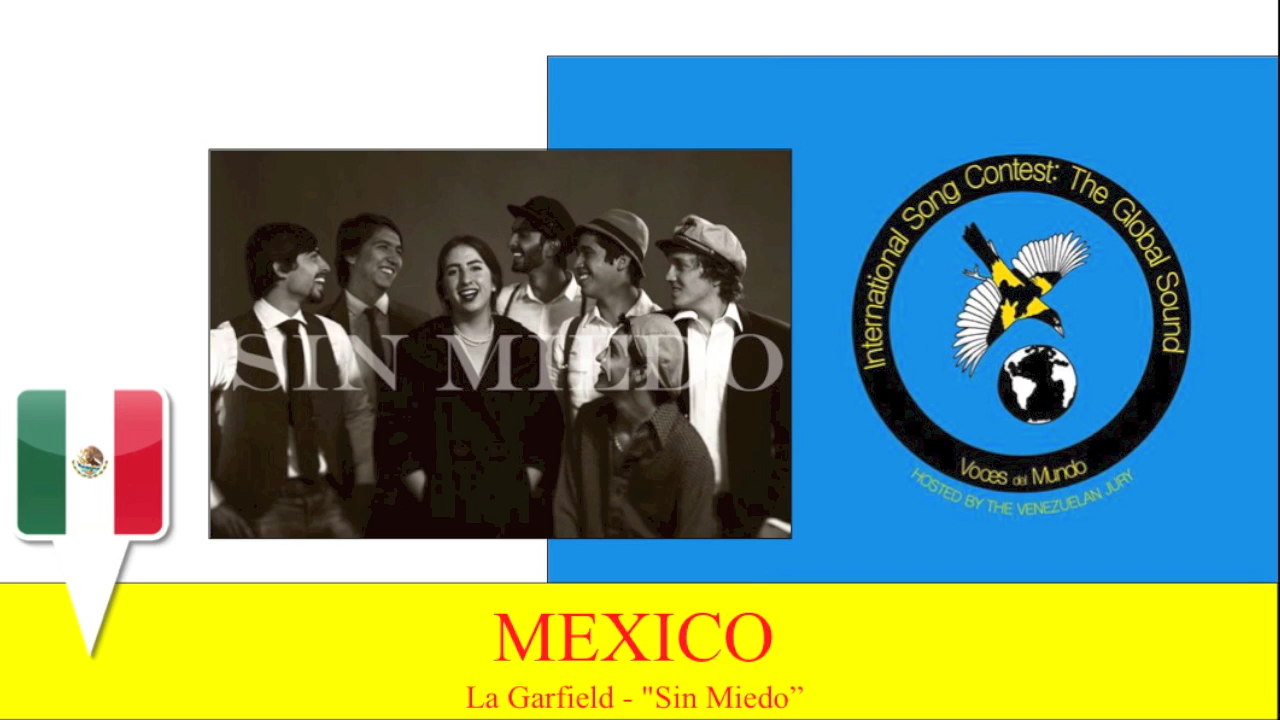 SIN MIEDO
International Song Contest: The Global Sound
Voces del Mundo
HOSTED BY THE VENEZUELAN JURY
MEXICO
La Garfield - "Sin Miedo”